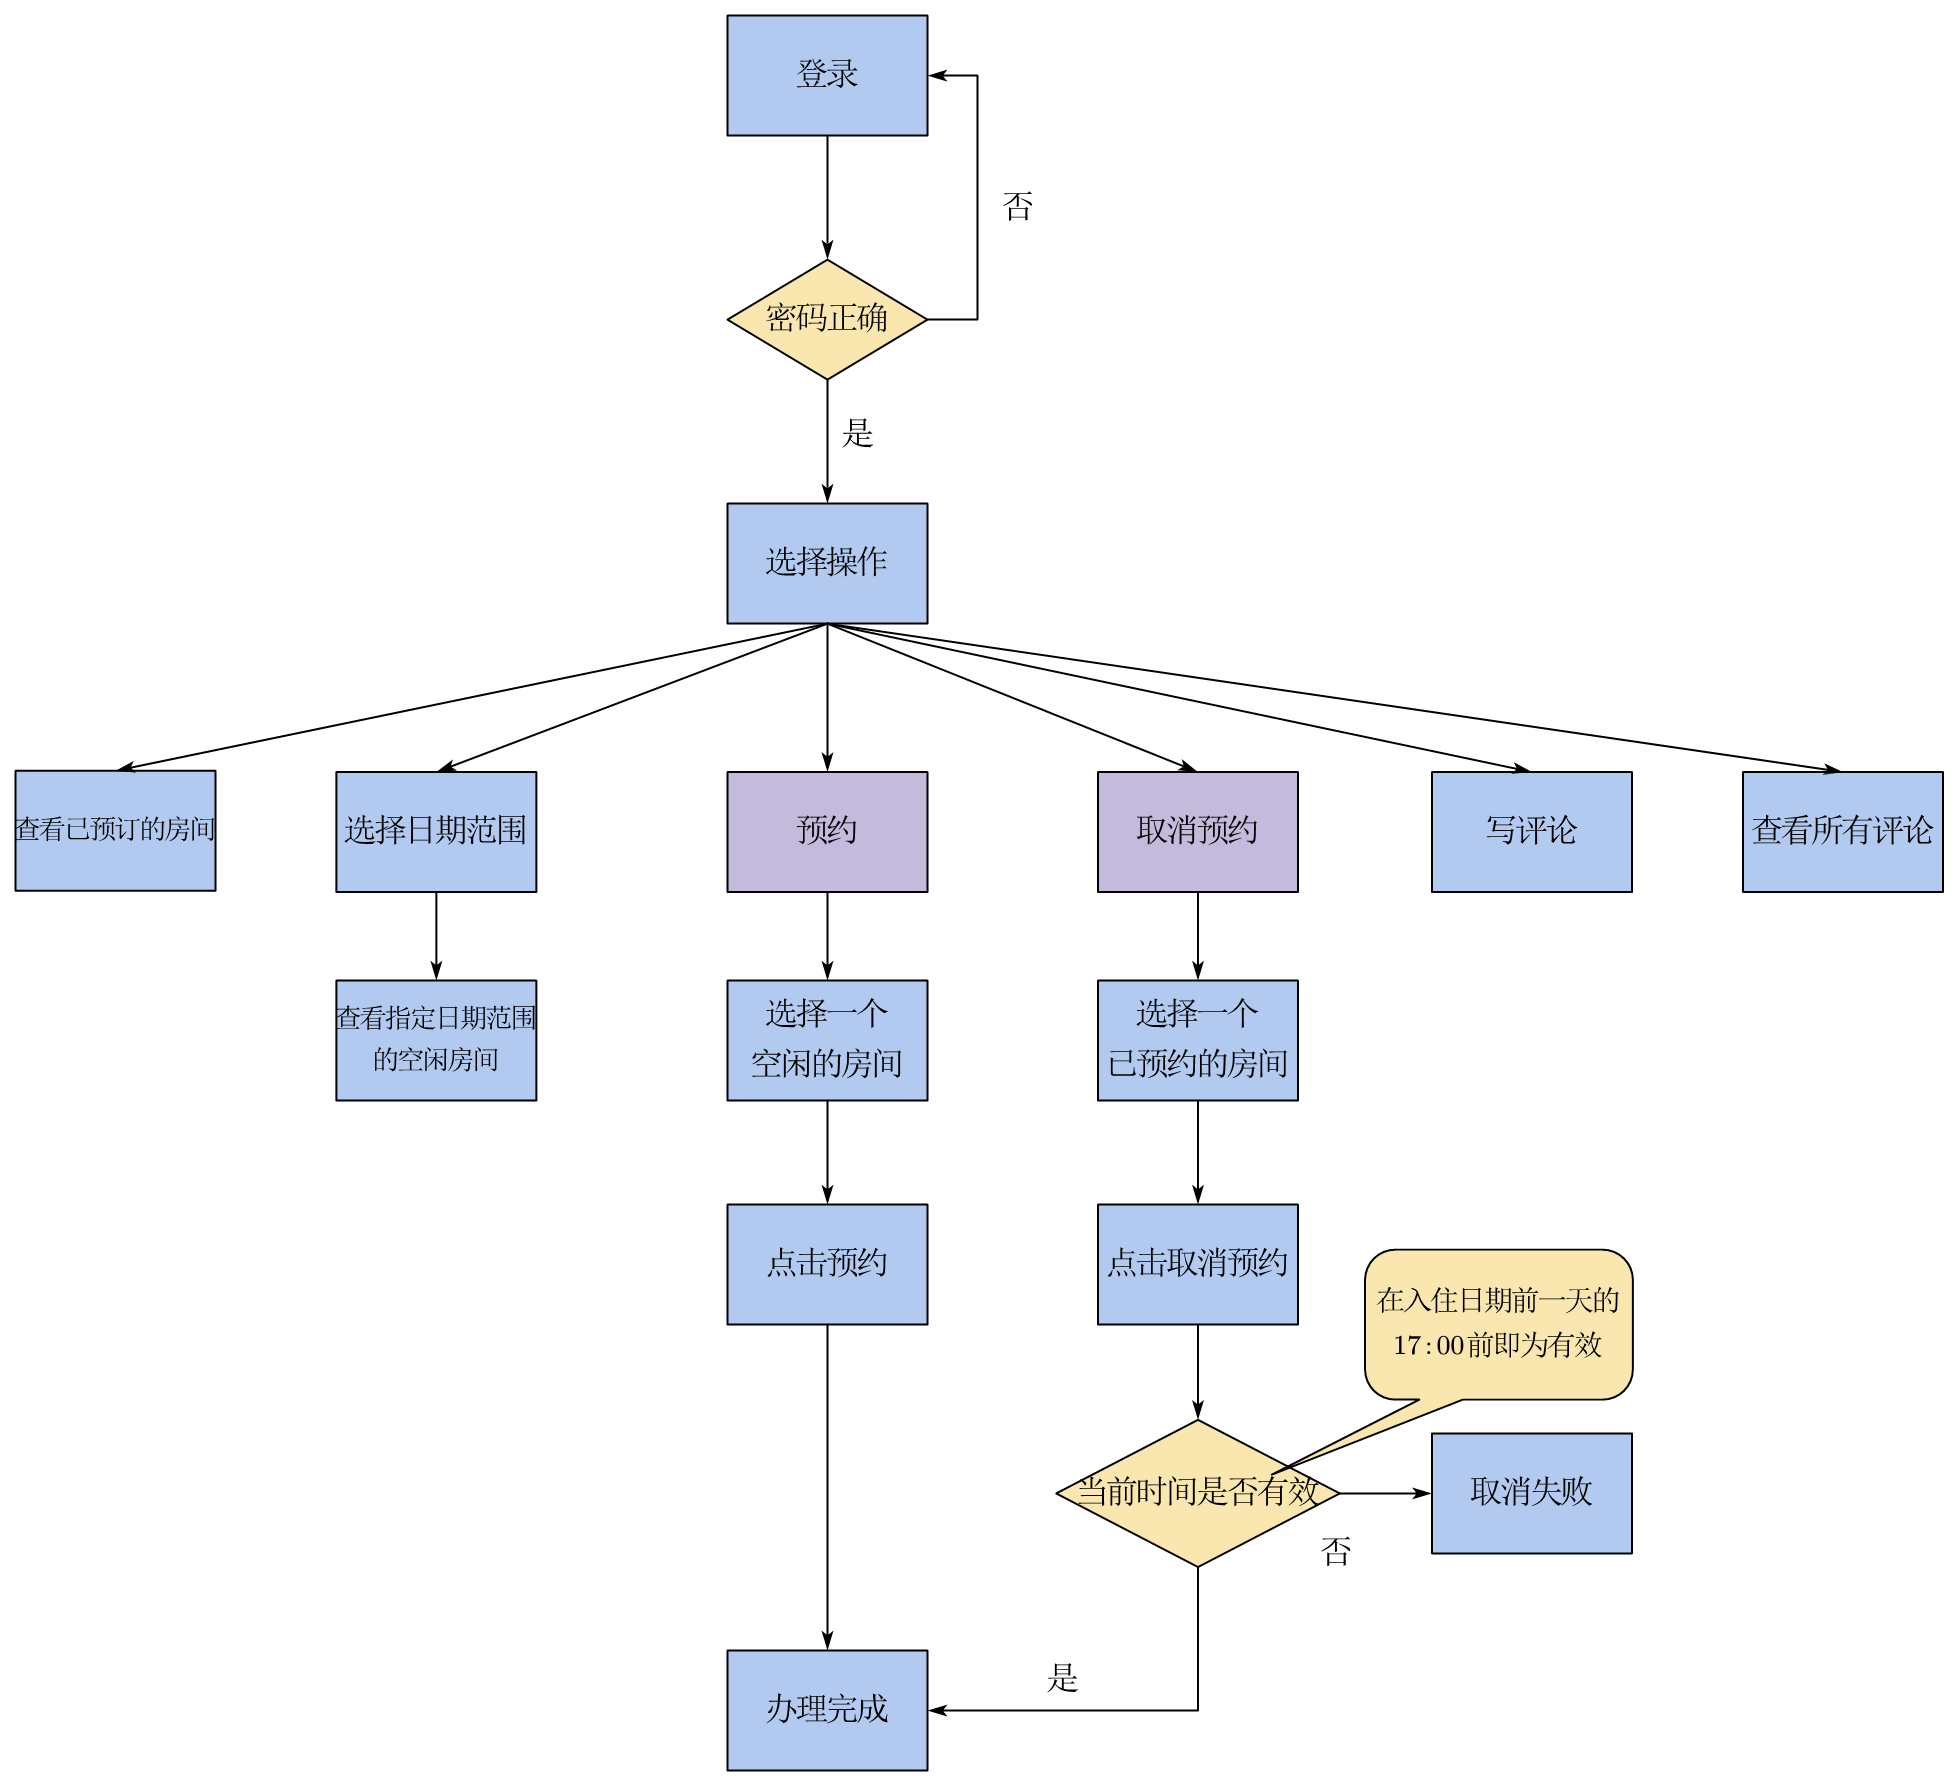 登录
否
密码正确
是
选择操作
查看已预订的房间
选择日期范围
预约
取消预约
写评论
查看所有评论
查看指定日期范围
的空闲房间
选择一个
空闲的房间
选择一个
已预约的房间
点击预约
点击取消预约
在入住日期前一天的
17:00前即为有效
当前时间是否有效
取消失败
否
是
办理完成